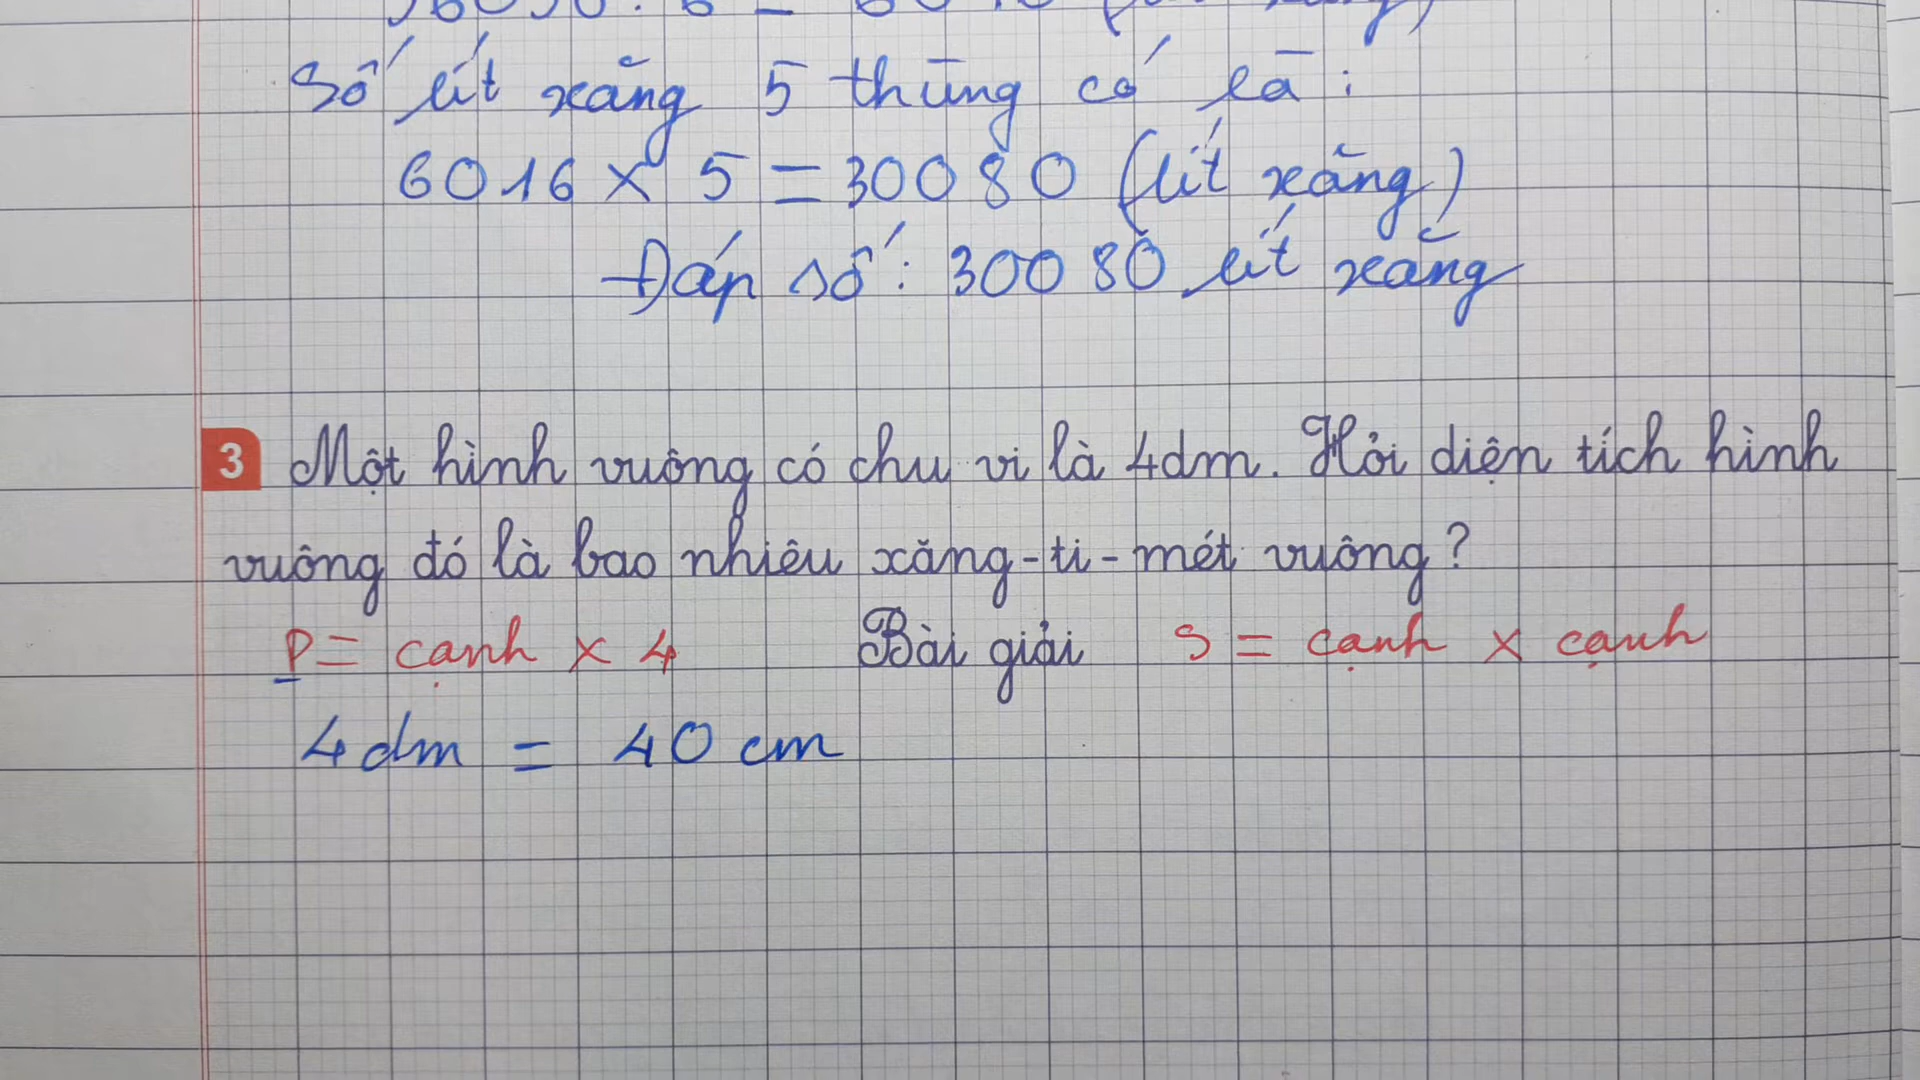 Số lít xăng 5 thùng có là:
6016 x 5 = 30080 (lít xăng)
Đáp số: 30080 lít xăng
3 Một hình vuông có chu vi là 4dm. Hỏi diện tích hình
vuông đó là bao nhiêu xăng-ti-mét vuông?
P = cạnh x 4 Bài giải S = cạnh x cạnh
4dm = 40 cm